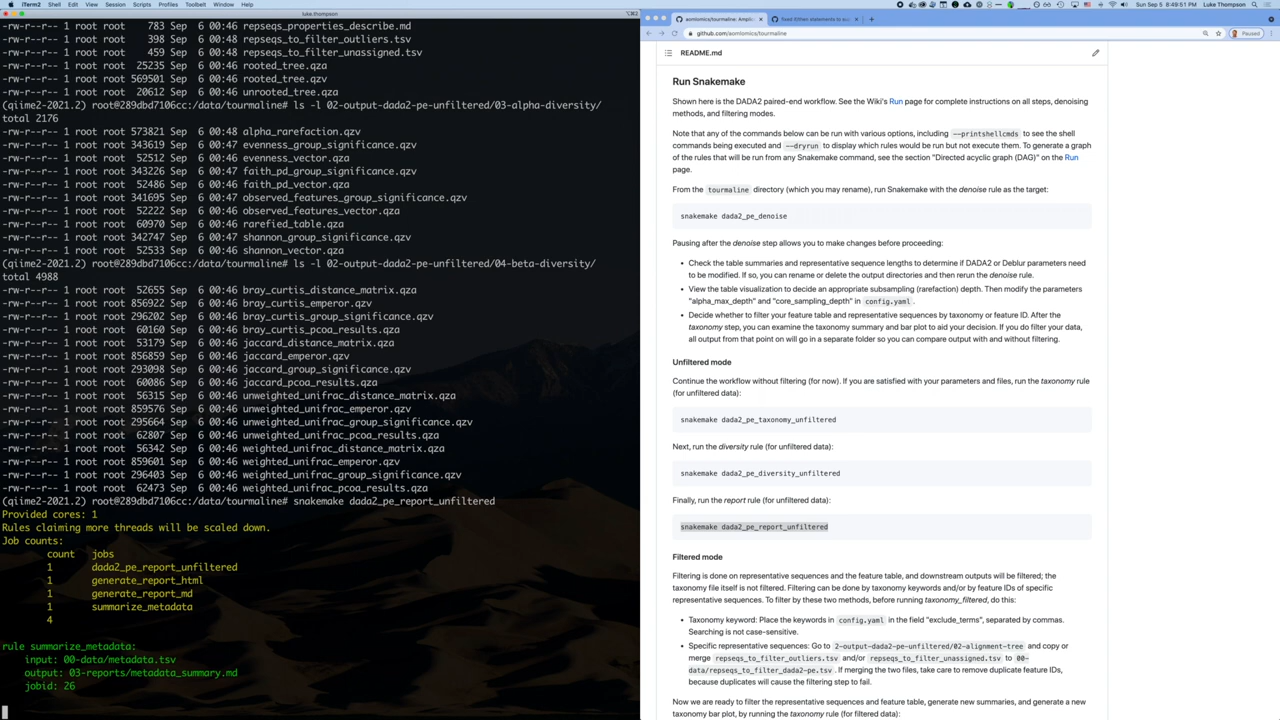 iTerm2 Shell Edit View Session Scripts Profiles Toolbelt Window Help
Sun Sep 5 8:49:51 PM Luke Thompson
luke.thompson
-rw-r--r-- 1 root root 783 Sep 6 00:30 repseqs_properties_describe.md
-rw-r--r-- 1 root root 398 Sep 6 00:30 repseqs_to_filter_outliers.tsv
-rw-r--r-- 1 root root 459 Sep 6 00:30 repseqs_to_filter_unassigned.tsv
-rw-r--r-- 1 root root 25235 Sep 6 00:30 rooted_tree.qza
-rw-r--r-- 1 root root 569501 Sep 6 00:30 rooted_tree.qzv
-rw-r--r-- 1 root root 20612 Sep 6 00:30 unrooted_tree.qza
(qiime2-2021.2) root@289dbd7106cc:/data/tourmaline# ls -l 02-output-dada2-pe-unfiltered/03-alpha-diversity/
total 2176
-rw-r--r-- 1 root root 573821 Sep 6 00:48 alpha_rarefaction.qzv
-rw-r--r-- 1 root root 343619 Sep 6 00:47 evenness_group_significance.qzv
-rw-r--r-- 1 root root 52512 Sep 6 00:46 evenness_vector.qza
-rw-r--r-- 1 root root 343226 Sep 6 00:47 faith_pd_group_significance.qzv
-rw-r--r-- 1 root root 52486 Sep 6 00:46 faith_pd_vector.qza
-rw-r--r-- 1 root root 341695 Sep 6 00:47 observed_features_group_significance.qzv
-rw-r--r-- 1 root root 52222 Sep 6 00:46 observed_features_vector.qza
-rw-r--r-- 1 root root 60970 Sep 6 00:46 rarefied_table.qza
-rw-r--r-- 1 root root 342747 Sep 6 00:47 shannon_group_significance.qzv
-rw-r--r-- 1 root root 52533 Sep 6 00:46 shannon_vector.qza
(qiime2-2021.2) root@289dbd7106cc:/data/tourmaline# ls -l 02-output-dada2-pe-unfiltered/04-beta-diversity/
total 4988
-rw-r--r-- 1 root root 52655 Sep 6 00:46 bray_curtis_distance_matrix.qza
-rw-r--r-- 1 root root 856922 Sep 6 00:46 bray_curtis_emperor.qzv
-rw-r--r-- 1 root root 296202 Sep 6 00:46 bray_curtis_group_significance.qzv
-rw-r--r-- 1 root root 60160 Sep 6 00:46 bray_curtis_pcoa_results.qza
-rw-r--r-- 1 root root 53179 Sep 6 00:46 jaccard_distance_matrix.qza
-rw-r--r-- 1 root root 856859 Sep 6 00:46 jaccard_emperor.qzv
-rw-r--r-- 1 root root 293098 Sep 6 00:46 jaccard_group_significance.qzv
-rw-r--r-- 1 root root 60086 Sep 6 00:46 jaccard_pcoa_results.qza
-rw-r--r-- 1 root root 56315 Sep 6 00:46 unweighted_unifrac_distance_matrix.qza
-rw-r--r-- 1 root root 859576 Sep 6 00:46 unweighted_unifrac_emperor.qzv
-rw-r--r-- 1 root root 295664 Sep 6 00:46 unweighted_unifrac_group_significance.qzv
-rw-r--r-- 1 root root 62807 Sep 6 00:46 unweighted_unifrac_pcoa_results.qza
-rw-r--r-- 1 root root 56342 Sep 6 00:46 weighted_unifrac_distance_matrix.qza
-rw-r--r-- 1 root root 859601 Sep 6 00:46 weighted_unifrac_emperor.qzv
-rw-r--r-- 1 root root 296403 Sep 6 00:46 weighted_unifrac_group_significance.qzv
-rw-r--r-- 1 root root 62473 Sep 6 00:46 weighted_unifrac_pcoa_results.qza
(qiime2-2021.2) root@289dbd7106cc:/data/tourmaline# snakemake dada2_pe_report_unfiltered
Provided cores: 1
Rules claiming more threads will be scaled down.
Job counts:
count jobs
1 dada2_pe_report_unfiltered
1 generate_report_html
1 generate_report_md
1 summarize_metadata
4
rule summarize_metadata:
input: 00-data/metadata.tsv
output: 03-reports/metadata_summary.md
jobid: 26
aomlomics/tourmaline: Amplic
fixed if/then statements to su
github.com/aomlomics/tourmaline
Paused
README.md
Run Snakemake
Shown here is the DADA2 paired-end workflow. See the Wiki's Run page for complete instructions on all steps, denoising
methods, and filtering modes.
Note that any of the commands below can be run with various options, including --printshellcmds to see the shell
commands being executed and --dryrun to display which rules would be run but not execute them. To generate a graph
of the rules that will be run from any Snakemake command, see the section "Directed acyclic graph (DAG)" on the Run
page.
From the tourmaline directory (which you may rename), run Snakemake with the denoise rule as the target:
snakemake dada2_pe_denoise
Pausing after the denoise step allows you to make changes before proceeding:
• Check the table summaries and representative sequence lengths to determine if DADA2 or Deblur parameters need
to be modified. If so, you can rename or delete the output directories and then rerun the denoise rule.
• View the table visualization to decide an appropriate subsampling (rarefaction) depth. Then modify the parameters
"alpha_max_depth" and "core_sampling_depth" in config.yaml .
• Decide whether to filter your feature table and representative sequences by taxonomy or feature ID. After the
taxonomy step, you can examine the taxonomy summary and bar plot to aid your decision. If you do filter your data,
all output from that point on will go in a separate folder so you can compare output with and without filtering.
Unfiltered mode
Continue the workflow without filtering (for now). If you are satisfied with your parameters and files, run the taxonomy rule
(for unfiltered data):
snakemake dada2_pe_taxonomy_unfiltered
Next, run the diversity rule (for unfiltered data):
snakemake dada2_pe_diversity_unfiltered
Finally, run the report rule (for unfiltered data):
snakemake dada2_pe_report_unfiltered
Filtered mode
Filtering is done on representative sequences and the feature table, and downstream outputs will be filtered; the
taxonomy file itself is not filtered. Filtering can be done by taxonomy keywords and/or by feature IDs of specific
representative sequences. To filter by these two methods, before running taxonomy_filtered, do this:
• Taxonomy keyword: Place the keywords in config.yaml in the field "exclude_terms", separated by commas.
Searching is not case-sensitive.
• Specific representative sequences: Go to 2-output-dada2-pe-unfiltered/02-alignment-tree and copy or
merge repseqs_to_filter_outliers.tsv and/or repseqs_to_filter_unassigned.tsv to 00-
data/repseqs_to_filter_dada2-pe.tsv . If merging the two files, take care to remove duplicate feature IDs,
because duplicates will cause the filtering step to fail.
Now we are ready to filter the representative sequences and feature table, generate new summaries, and generate a new
taxonomy bar plot, by running the taxonomy rule (for filtered data):